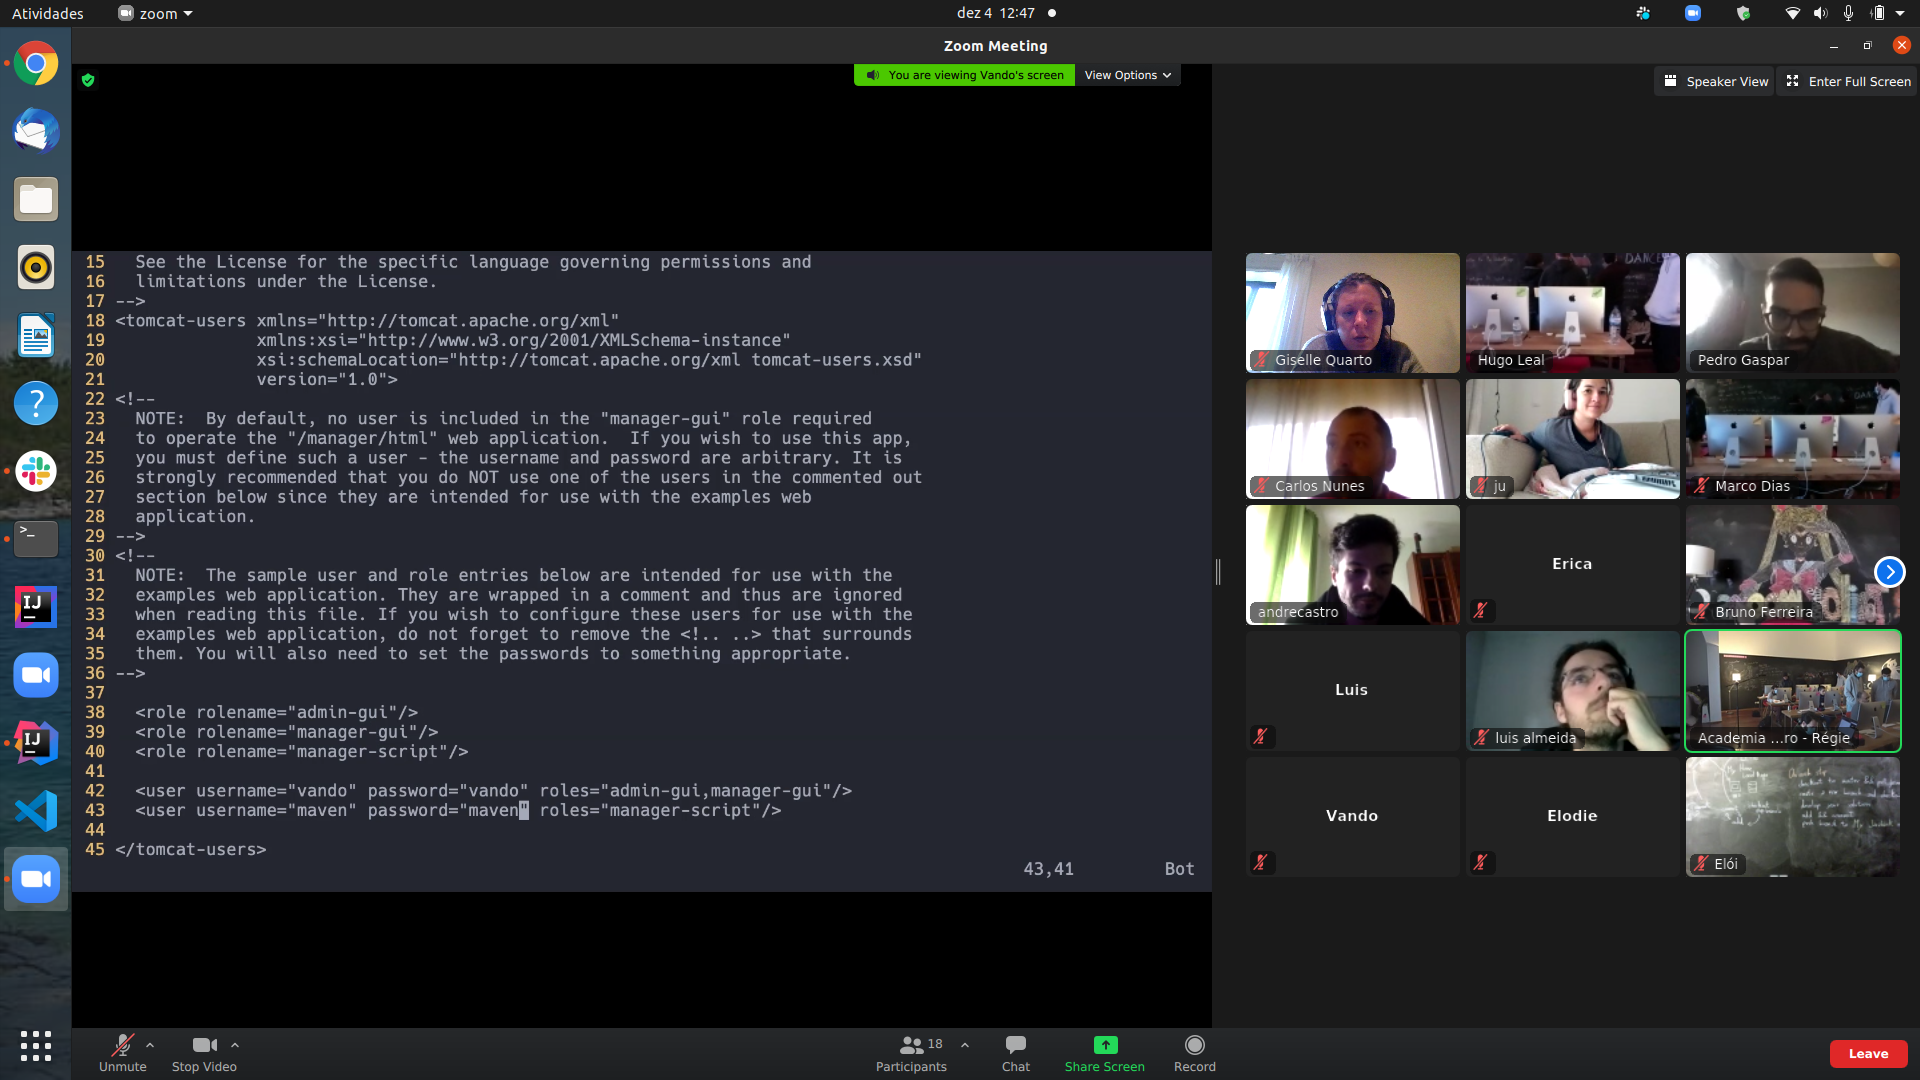 Atividades
zoom
dez 4 12:47
Zoom Meeting
You are viewing Vando's screen
View Options
Speaker View
Enter Full Screen
15 See the License for the specific language governing permissions and
16 limitations under the License.
17 -->
18 <tomcat-users xmlns="http://tomcat.apache.org/xml"
19 xmlns:xsi="http://www.w3.org/2001/XMLSchema-instance"
20 xsi:schemaLocation="http://tomcat.apache.org/xml tomcat-users.xsd"
21 version="1.0">
22 <!--
23 NOTE: By default, no user is included in the "manager-gui" role required
24 to operate the "/manager/html" web application. If you wish to use this app,
25 you must define such a user - the username and password are arbitrary. It is
26 strongly recommended that you do NOT use one of the users in the commented out
27 section below since they are intended for use with the examples web
28 application.
29 -->
30 <!--
31 NOTE: The sample user and role entries below are intended for use with the
32 examples web application. They are wrapped in a comment and thus are ignored
33 when reading this file. If you wish to configure these users for use with the
34 examples web application, do not forget to remove the <!.. ..> that surrounds
35 them. You will also need to set the passwords to something appropriate.
36 -->
37
38 <role rolename="admin-gui"/>
39 <role rolename="manager-gui"/>
40 <role rolename="manager-script"/>
41
42 <user username="vando" password="vando" roles="admin-gui,manager-gui"/>
43 <user username="maven" password="maven" roles="manager-script"/>
44
45 </tomcat-users>
43,41 Bot
Giselle Quarto
Hugo Leal
Pedro Gaspar
Carlos Nunes
ju
Marco Dias
andrecastro
Erica
Bruno Ferreira
Luis
luis almeida
Academia ...ro - Régie
Vando
Elodie
Elói
IJ
IJ
Unmute
Stop Video
18
Participants
Chat
Share Screen
Record
Leave